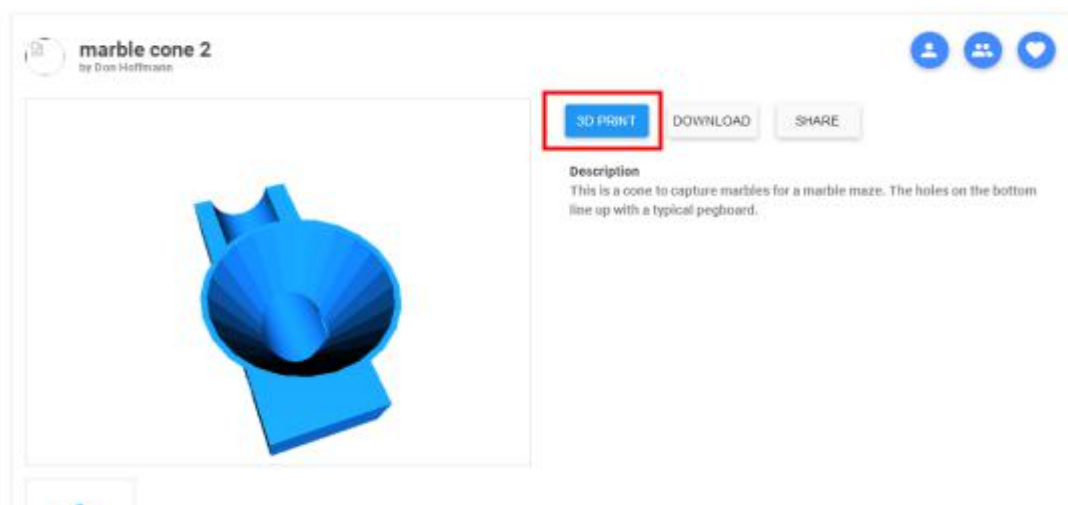 marble cone 2
by Don Hoffmann
3D PRINT
DOWNLOAD
SHARE
Description
This is a cone to capture marbles for a marble maze. The holes on the bottom
line up with a typical pegboard.